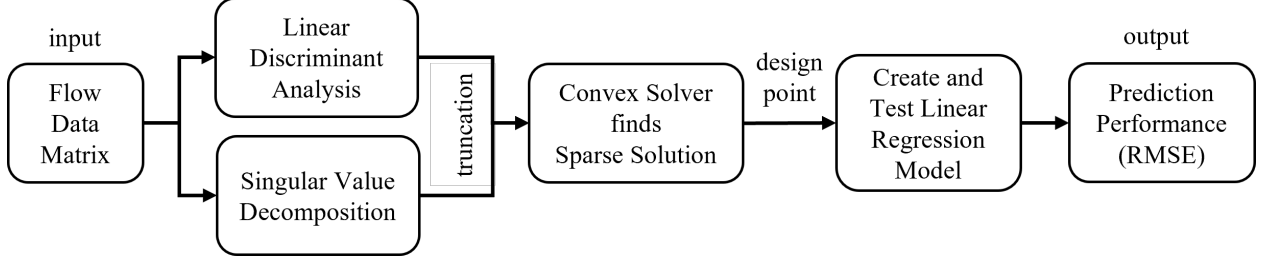 input
Flow
Data
Matrix
Linear
Discriminant
Analysis
Singular Value
Decomposition
truncation
Convex Solver
finds
Sparse Solution
design
point
Create and
Test Linear
Regression
Model
output
Prediction
Performance
(RMSE)